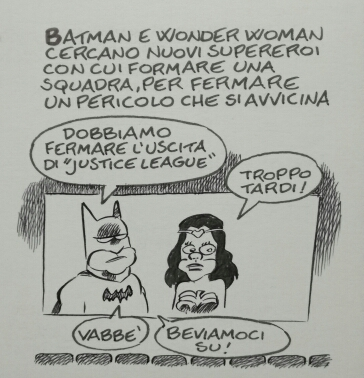 BATMAN E WONDER WOMAN
CERCANO NUOVI SUPEREROI
CON CUI FORMARE UNA
SQUADRA, PER FERMARE
UN PERICOLO CHE SI AVVICINA
DOBBIAMO
FERMARE L'USCITA
DI "JUSTICE LEAGUE"
TROPPO
TARDI!
VABBE'
BEVIAMOCI
SU!